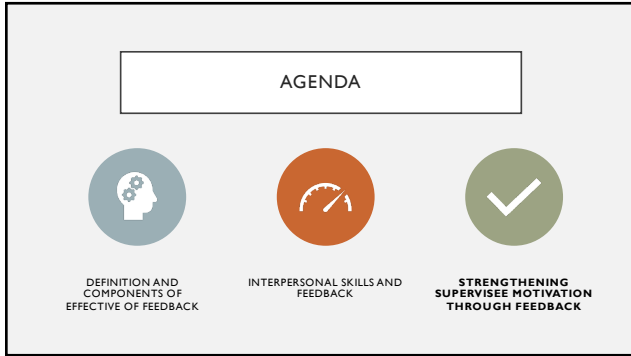 AGENDA
DEFINITION AND
COMPONENTS OF
EFFECTIVE OF FEEDBACK
INTERPERSONAL SKILLS AND
FEEDBACK
STRENGTHENING
SUPERVISEE MOTIVATION
THROUGH FEEDBACK